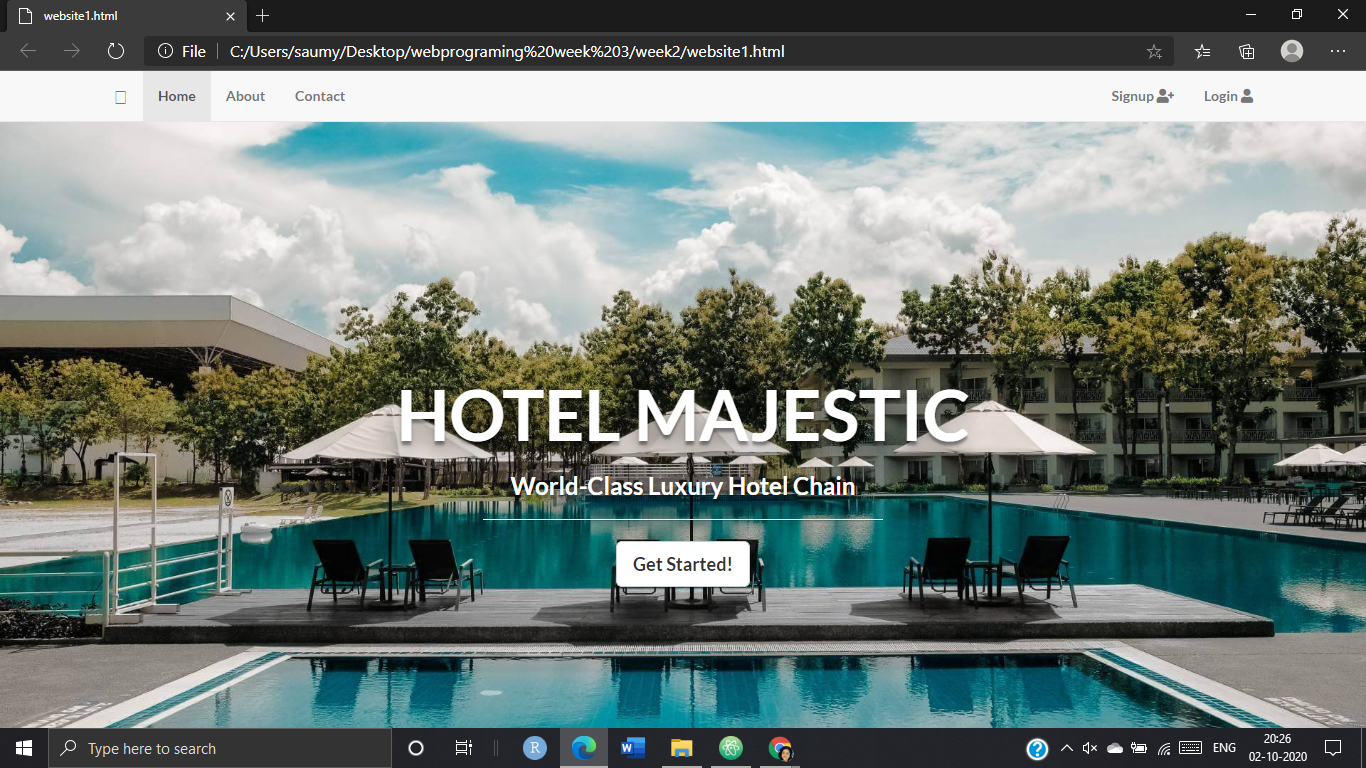 website1.html
File
C:/Users/saumy/Desktop/webprograming%20week%203/week2/website1.html
Home About Contact Signup Login
HOTEL MAJESTIC
World-Class Luxury Hotel Chain
Get Started!
Type here to search
R
W
ENG
20:26
02-10-2020